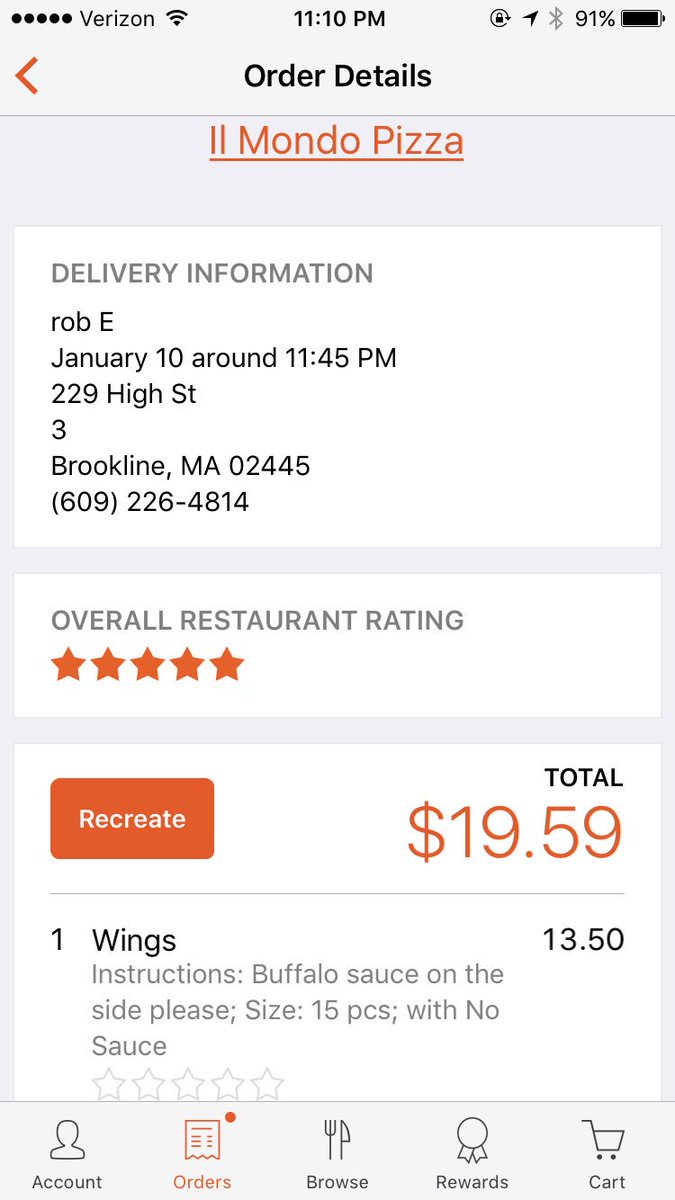 Verizon 11:10 PM 91%
Order Details
Il Mondo Pizza
DELIVERY INFORMATION
rob E
January 10 around 11:45 PM
229 High St
3
Brookline, MA 02445
(609) 226-4814
OVERALL RESTAURANT RATING
TOTAL
Recreate $19.59
1 Wings 13.50
Instructions: Buffalo sauce on the
side please; Size: 15 pcs; with No
Sauce
Account Orders Browse Rewards Cart